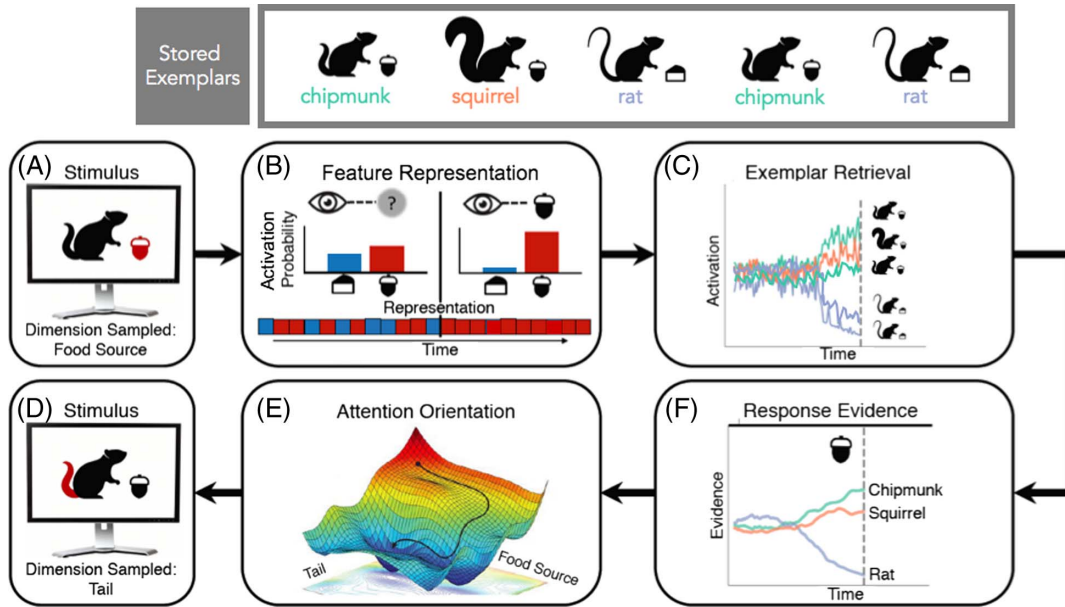 Stored
Exemplars
chipmunk
squirrel
rat
chipmunk
rat
(A)
Stimulus
Dimension Sampled:
Food Source
(B)
Feature Representation
?
Activation
Probability
Representation
Time
(C)
Exemplar Retrieval
Activation
Time
(D)
Stimulus
Dimension Sampled:
Tail
(E)
Attention Orientation
Tail
Food Source
(F)
Response Evidence
Evidence
Chipmunk
Squirrel
Rat
Time